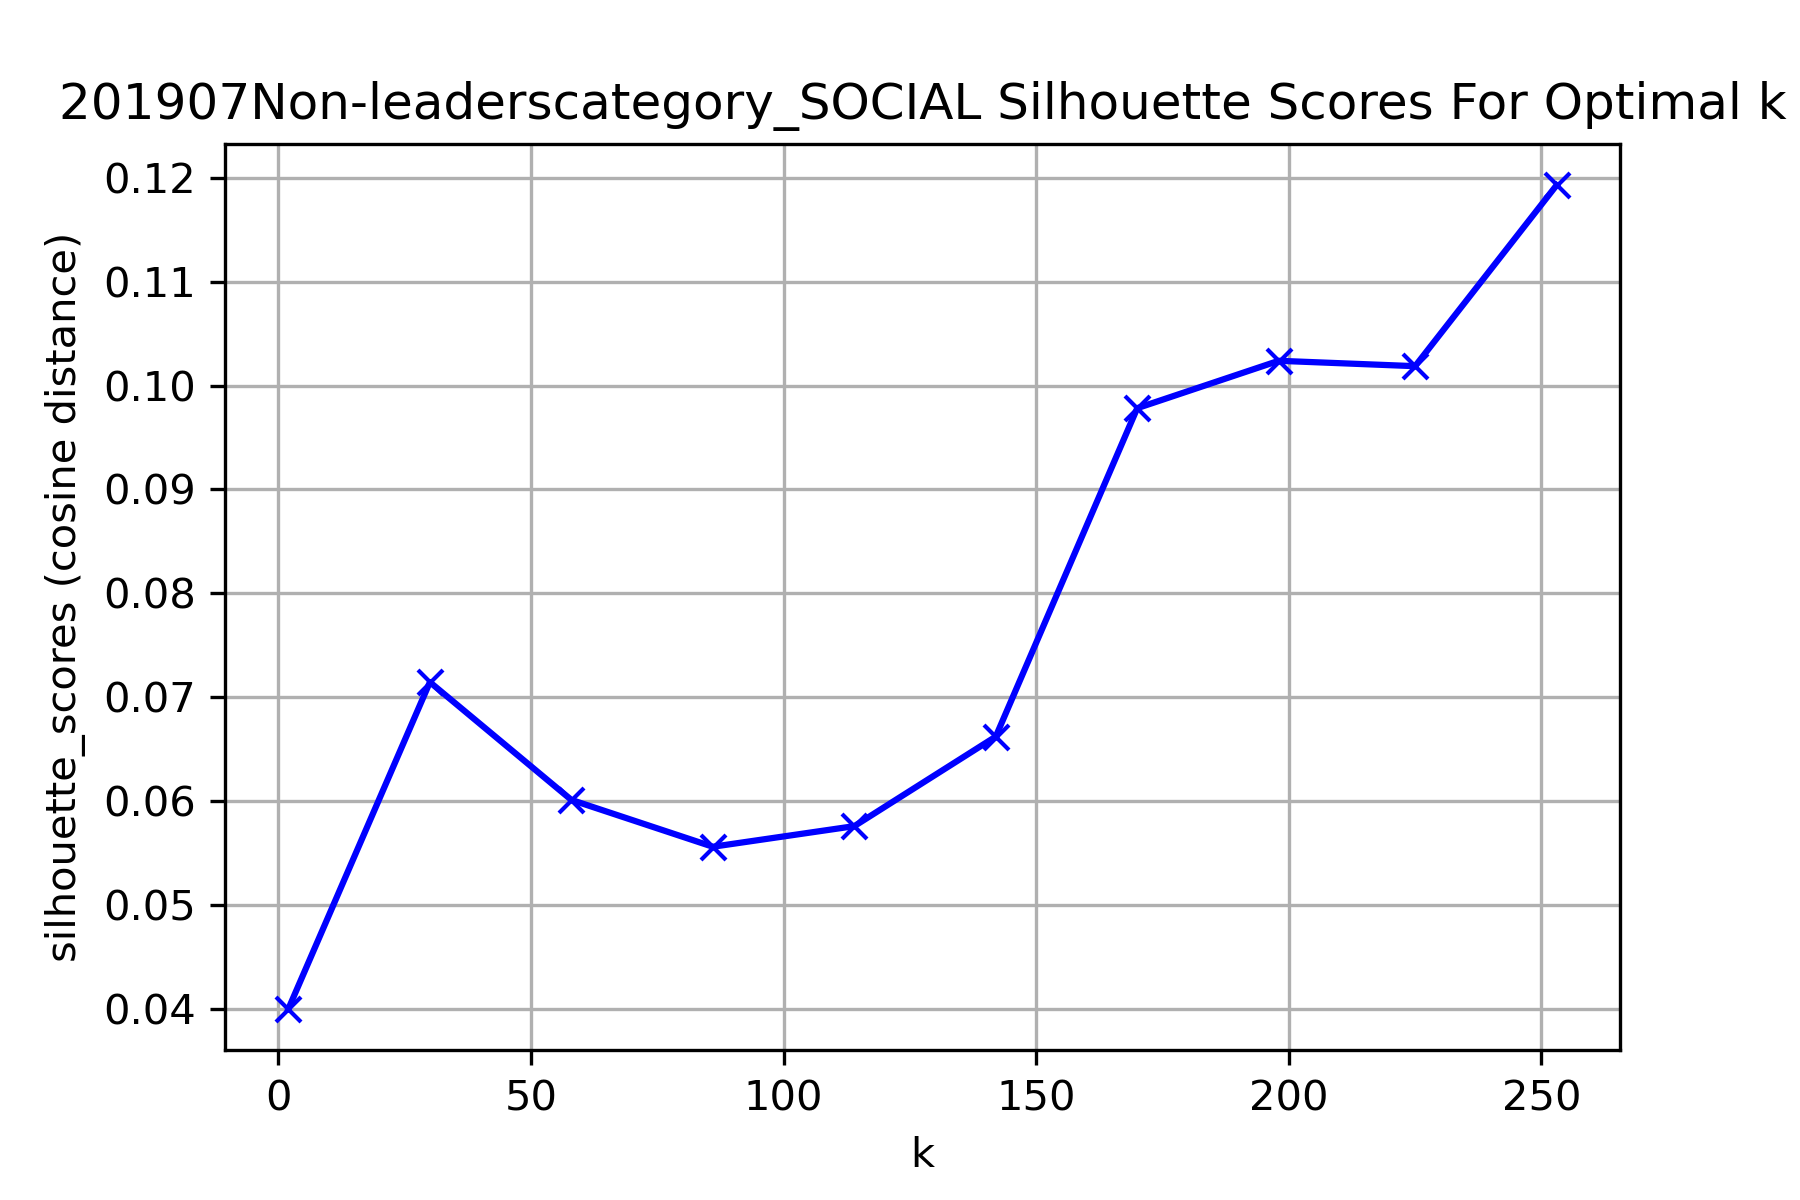 201907Non-leaderscategory_SOCIAL Silhouette Scores For Optimal k
silhouette_scores (cosine distance)
0.12
0.11
0.10
0.09
0.08
0.07
0.06
0.05
0.04
0 50 100 150 200 250
k